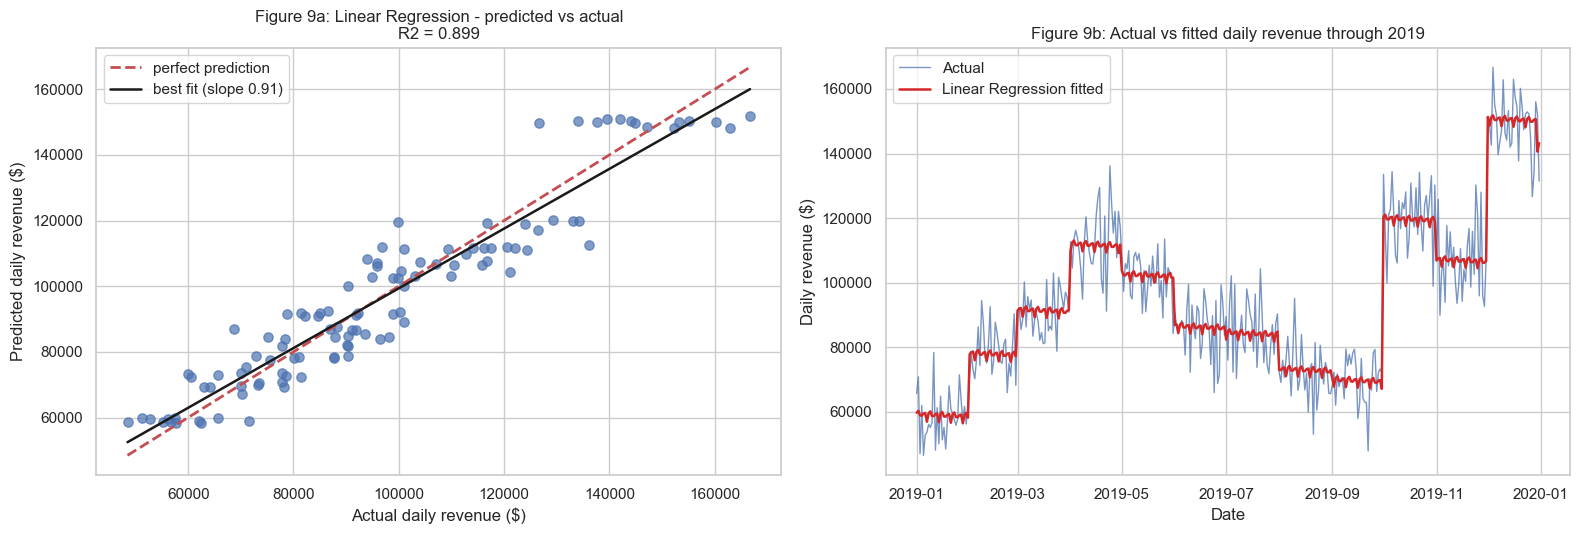 Figure 9a: Linear Regression - predicted vs actual
R2 = 0.899
perfect prediction
best fit (slope 0.91)
160000
140000
120000
100000
80000
60000
Predicted daily revenue ($)
60000 80000 100000 120000 140000 160000
Actual daily revenue ($)
Figure 9b: Actual vs fitted daily revenue through 2019
Actual
Linear Regression fitted
160000
140000
120000
100000
80000
60000
Daily revenue ($)
2019-01 2019-03 2019-05 2019-07 2019-09 2019-11 2020-01
Date